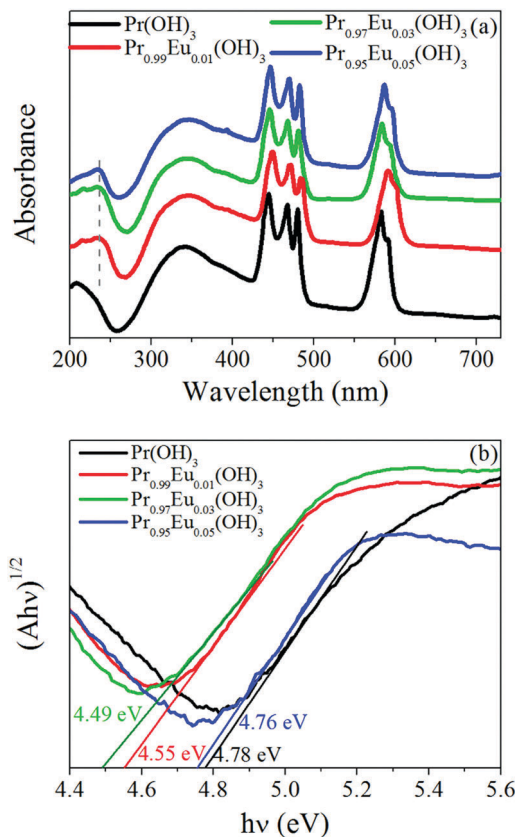 Pr(OH)₃
Pr₀.₉₇Eu₀.₀₃(OH)₃ (a)
Pr₀.₉₉Eu₀.₀₁(OH)₃
Pr₀.₉₅Eu₀.₀₅(OH)₃
Absorbance
200 300 400 500 600 700
Wavelength (nm)
Pr(OH)₃ (b)
Pr₀.₉₉Eu₀.₀₁(OH)₃
Pr₀.₉₇Eu₀.₀₃(OH)₃
Pr₀.₉₅Eu₀.₀₅(OH)₃
(Ahν)¹/²
4.49 eV
4.76 eV
4.55 eV
4.78 eV
4.4 4.6 4.8 5.0 5.2 5.4 5.6
hν (eV)